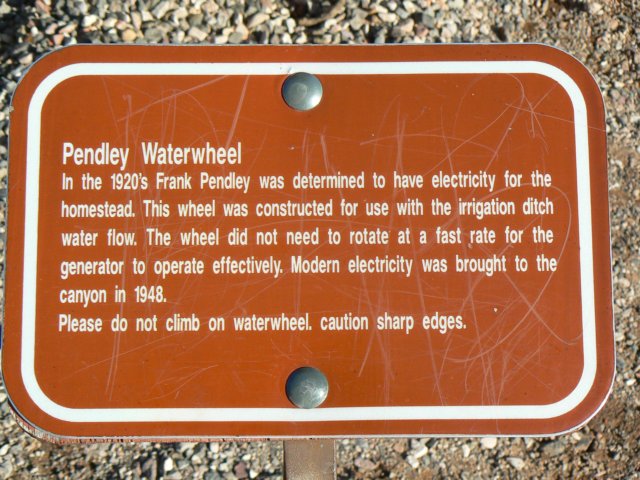 Pendley Waterwheel
In the 1920's Frank Pendley was determined to have electricity for the
homestead. This wheel was constructed for use with the irrigation ditch
water flow. The wheel did not need to rotate at a fast rate for the
generator to operate effectively. Modern electricity was brought to the
canyon in 1948.
Please do not climb on waterwheel. caution sharp edges.